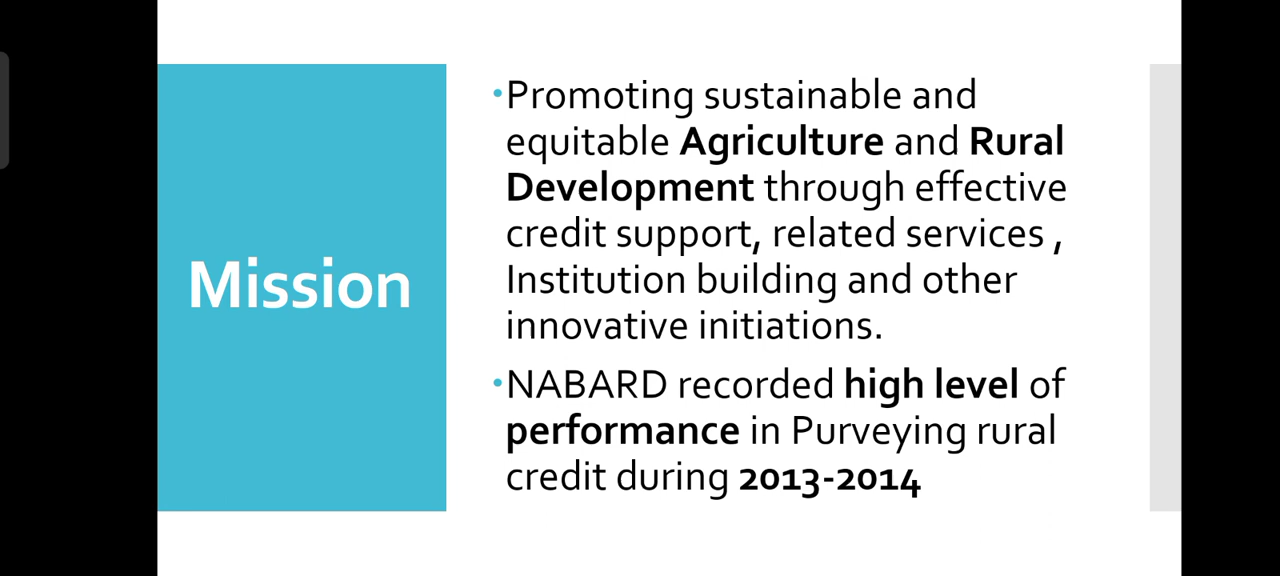 Mission
•Promoting sustainable and
equitable Agriculture and Rural
Development through effective
credit support, related services ,
Institution building and other
innovative initiations.
•NABARD recorded high level of
performance in Purveying rural
credit during 2013-2014